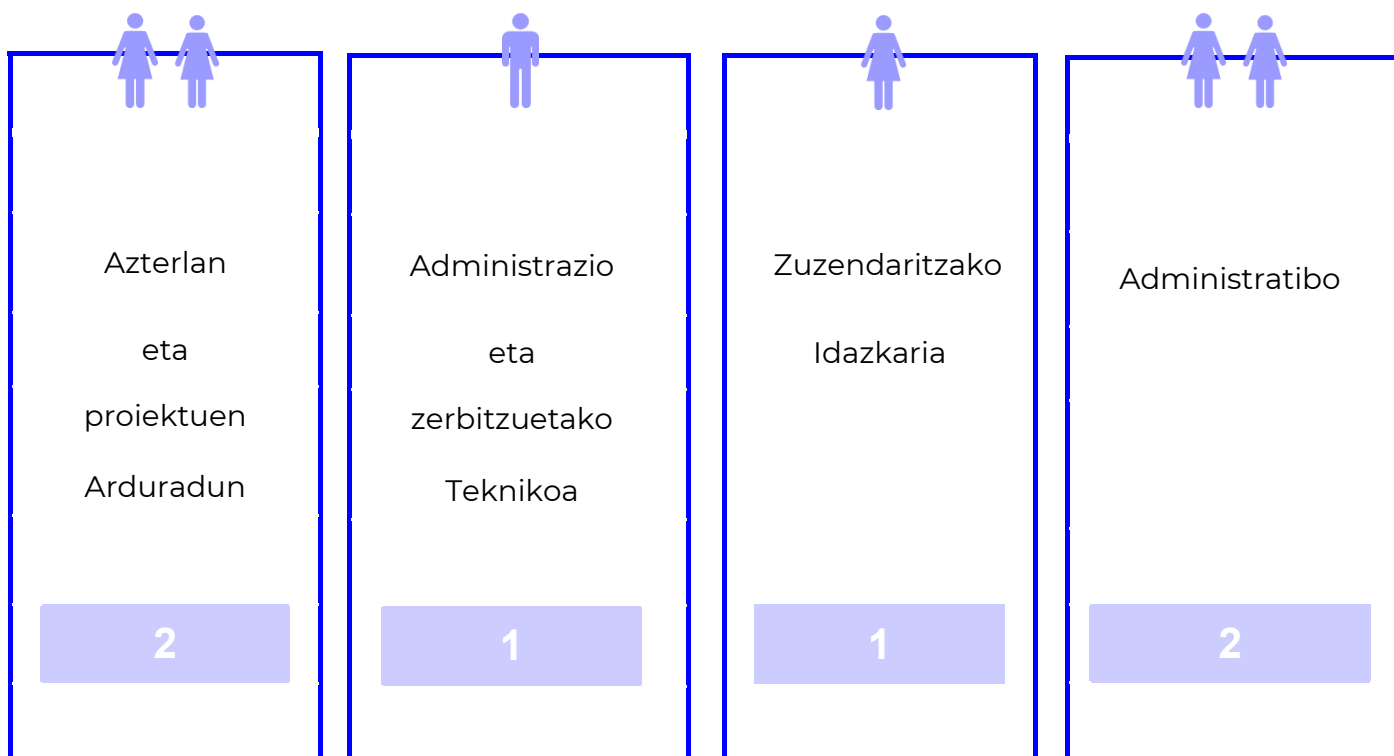 Azterlan
eta
proiektuen
Arduradun
2
Administrazio
eta
zerbitzuetako
Teknikoa
1
Zuzendaritzako
Idazkaria
1
Administratibo
2